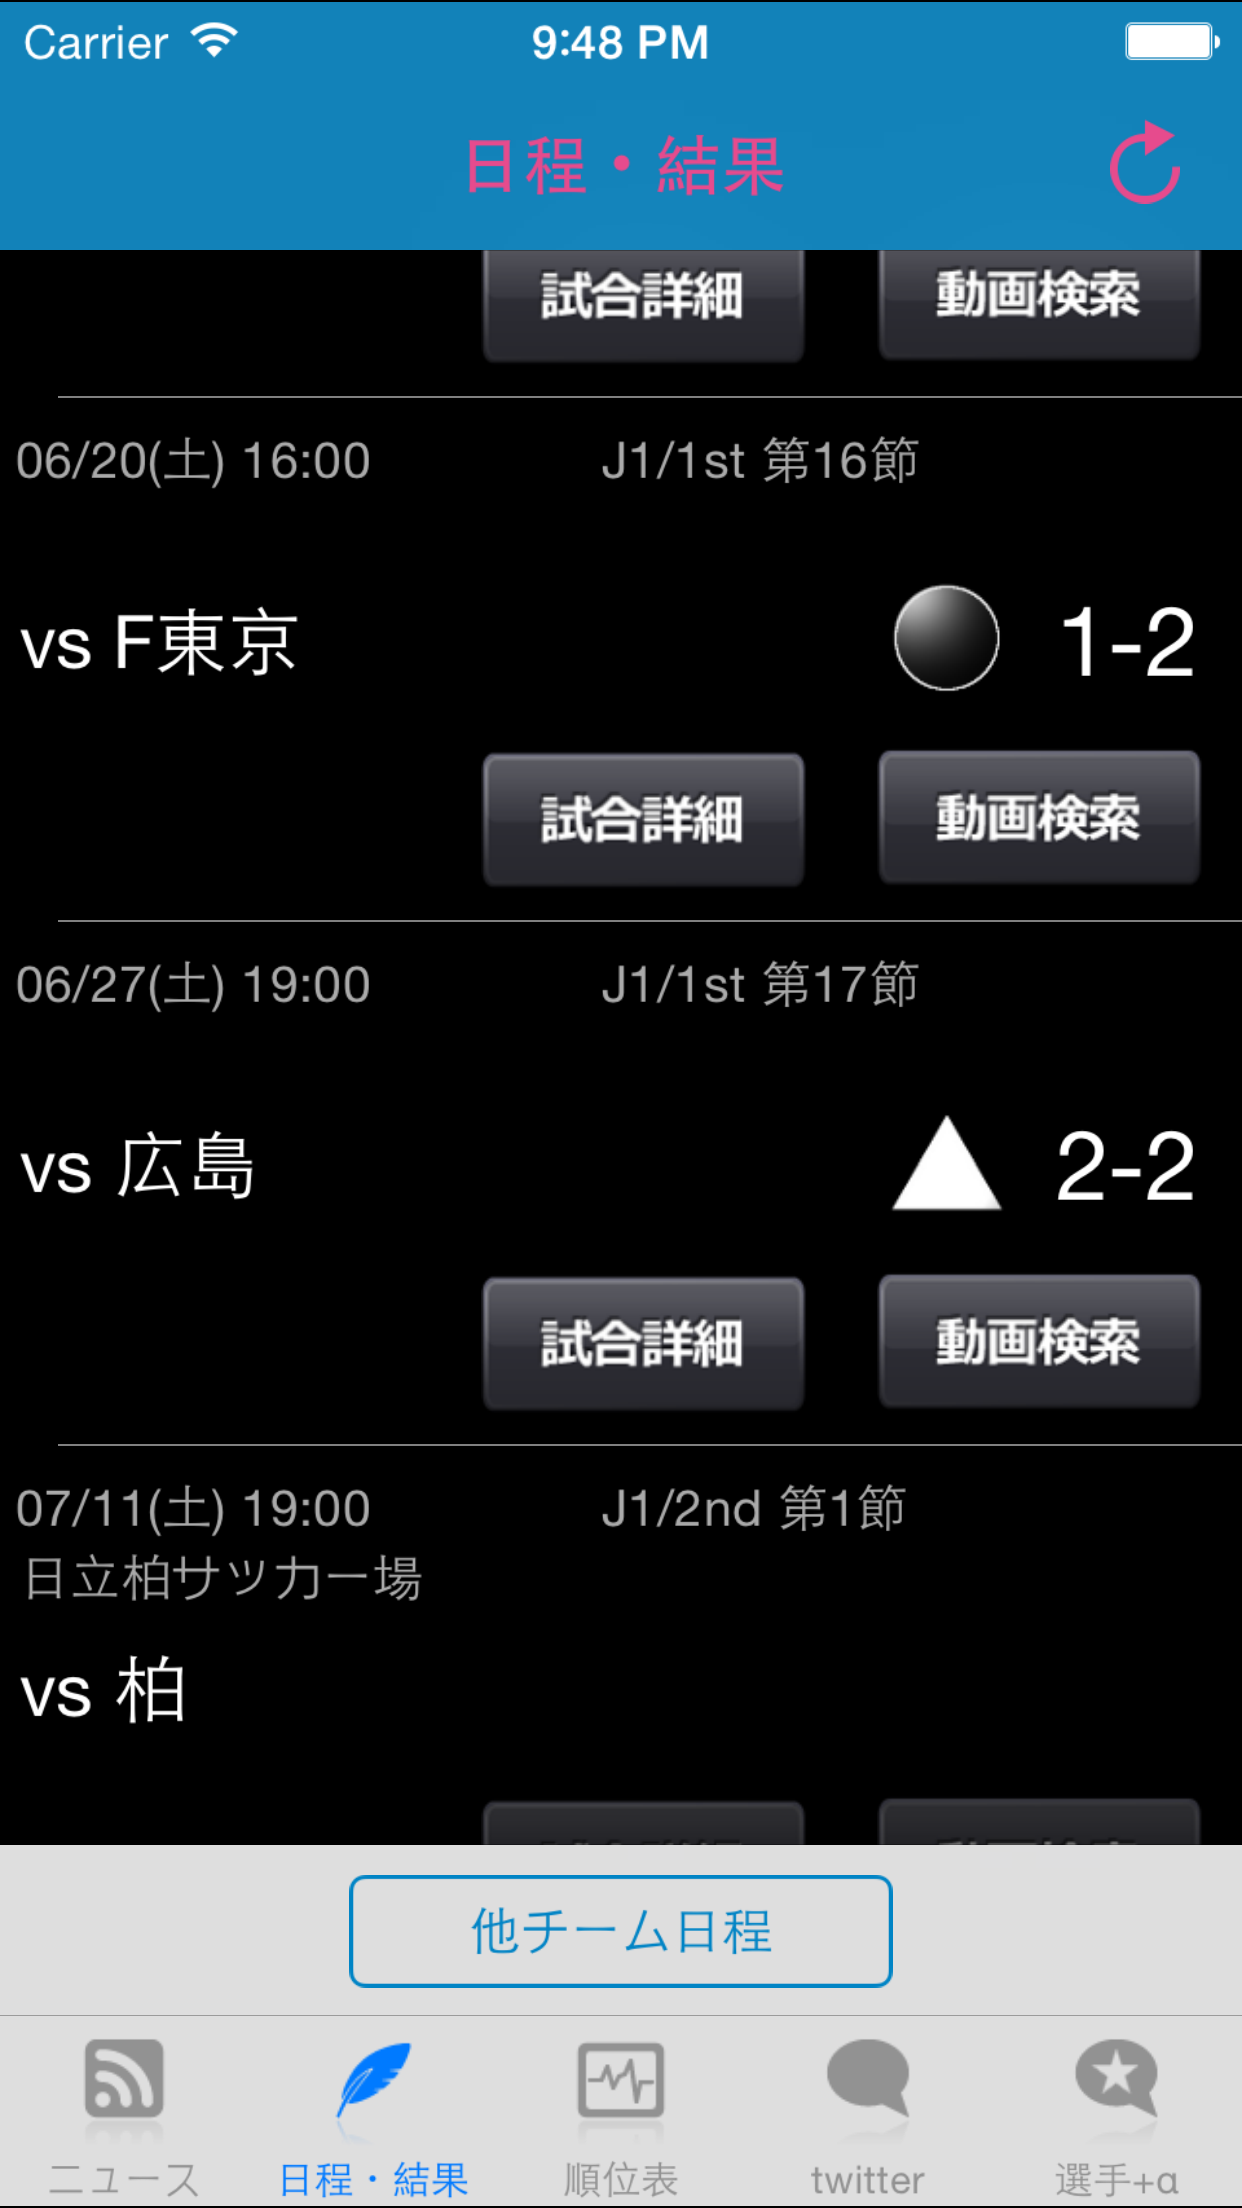 Carrier 9:48 PM
日程・結果
試合詳細 動画検索
06/20(土) 16:00 J1/1st 第16節
vs F東京 1-2
試合詳細 動画検索
06/27(土) 19:00 J1/1st 第17節
vs 広島 2-2
試合詳細 動画検索
07/11(土) 19:00 J1/2nd 第1節
日立柏サッカー場
vs 柏
他チーム日程
ニュース 日程・結果 順位表 twitter 選手+α